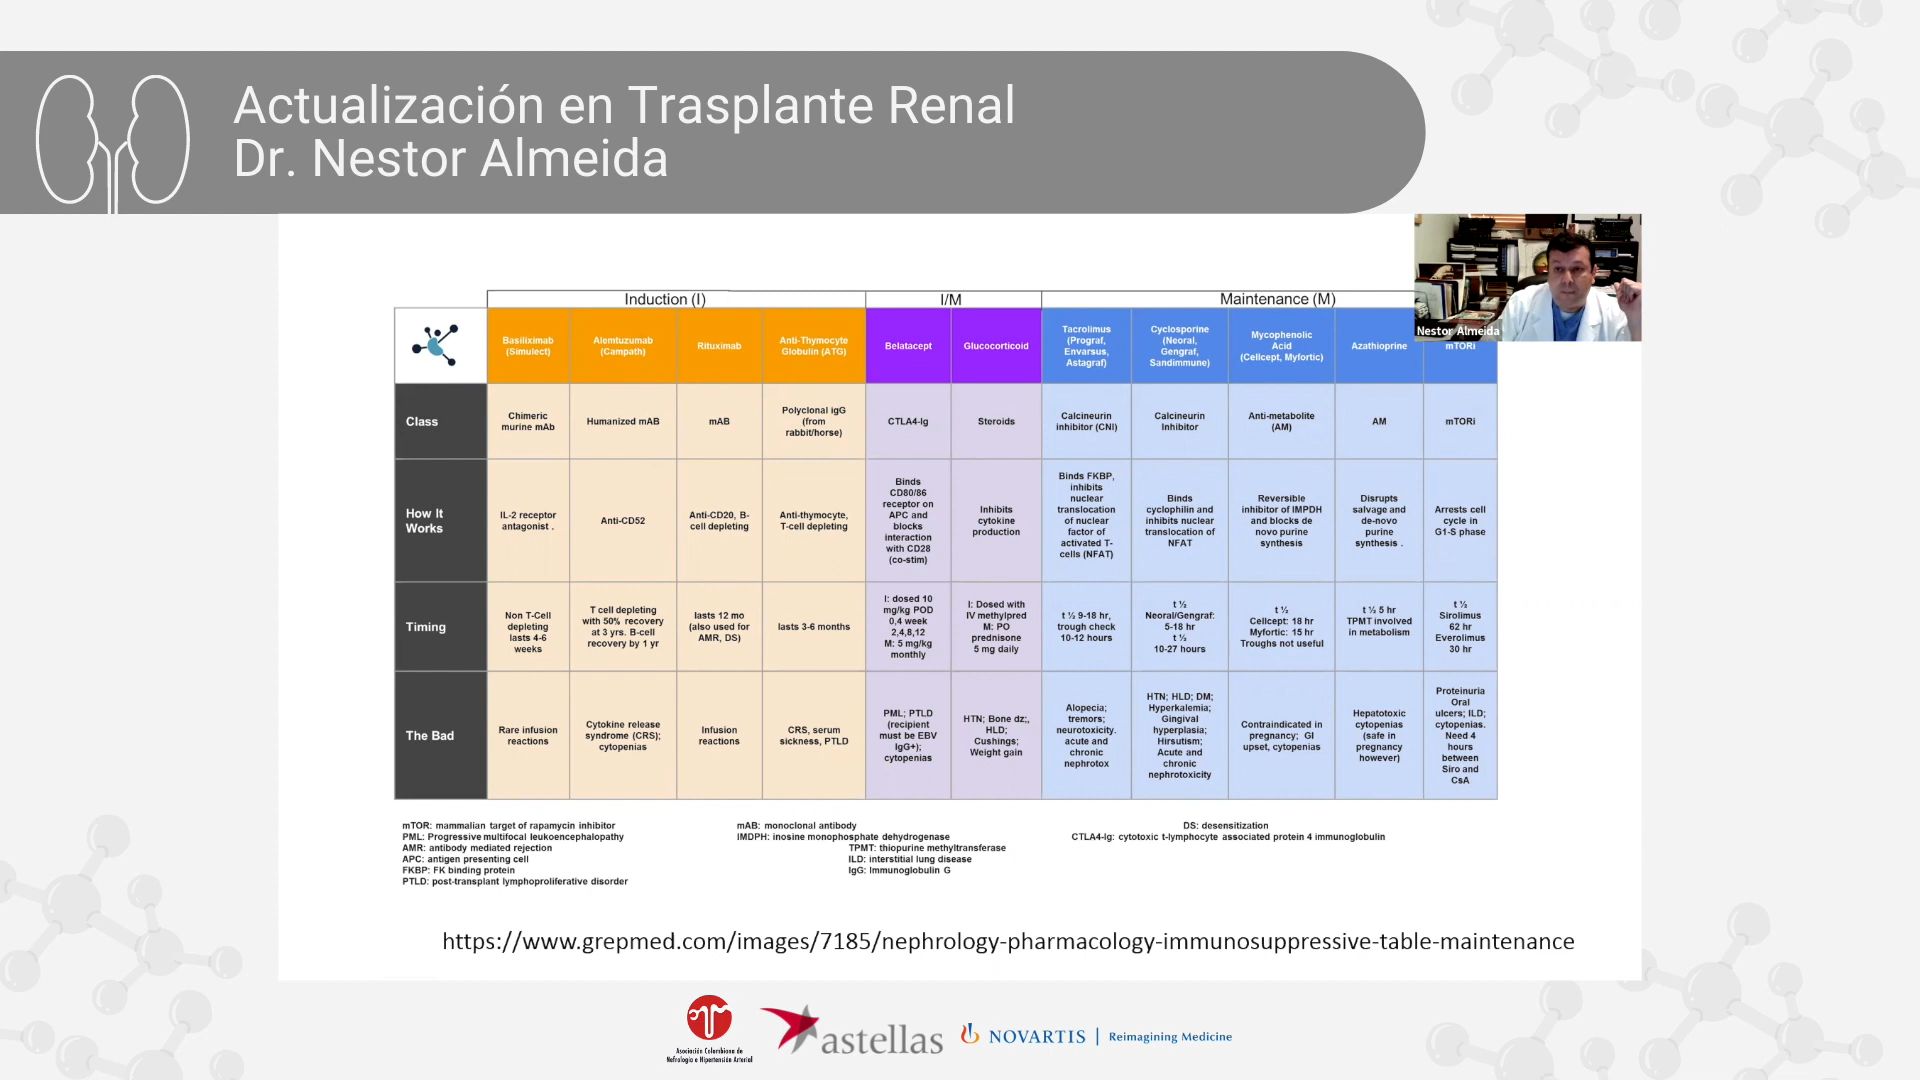 Actualización en Trasplante Renal
Dr. Nestor Almeida
Nestor Almeida
Induction (I)
I/M
Maintenance (M)
Basiliximab
(Simulect)
Alemtuzumab
(Campath)
Rituximab
Anti-Thymocyte
Globulin (ATG)
Belatacept
Glucocorticoid
Tacrolimus
(Prograf,
Envarsus,
Astagraf)
Cyclosporine
(Neoral,
Gengraf,
Sandimmune)
Mycophenolic
Acid
(Cellcept, Myfortic)
Azathioprine
mTORi
Class
Chimeric
murine mAb
Humanized mAB
mAB
Polyclonal igG
(from
rabbit/horse)
CTLA4-Ig
Steroids
Calcineurin
inhibitor (CNI)
Calcineurin
Inhibitor
Anti-metabolite
(AM)
AM
mTORi
How It
Works
IL-2 receptor
antagonist .
Anti-CD52
Anti-CD20, B-
cell depleting
Anti-thymocyte,
T-cell depleting
Binds
CD80/86
receptor on
APC and
blocks
interaction
with CD28
(co-stim)
Inhibits
cytokine
production
Binds FKBP,
inhibits
nuclear
translocation
of nuclear
factor of
activated T-
cells (NFAT)
Binds
cyclophilin and
inhibits nuclear
translocation of
NFAT
Reversible
inhibitor of IMPDH
and blocks de
novo purine
synthesis
Disrupts
salvage and
de-novo
purine
synthesis .
Arrests cell
cycle in
G1-S phase
Timing
Non T-Cell
depleting
lasts 4-6
weeks
T cell depleting
with 50% recovery
at 3 yrs. B-cell
recovery by 1 yr
lasts 12 mo
(also used for
AMR, DS)
lasts 3-6 months
I: dosed 10
mg/kg POD
0,4 week
2,4,8,12
M: 5 mg/kg
monthly
I: Dosed with
IV methylpred
M: PO
prednisone
5 mg daily
t ½ 9-18 hr,
trough check
10-12 hours
t ½
Neoral/Gengraf:
5-18 hr
t ½
10-27 hours
t ½
Cellcept: 18 hr
Myfortic: 15 hr
Troughs not useful
t ½ 5 hr
TPMT involved
in metabolism
t ½
Sirolimus
62 hr
Everolimus
30 hr
The Bad
Rare infusion
reactions
Cytokine release
syndrome (CRS);
cytopenias
Infusion
reactions
CRS, serum
sickness, PTLD
PML; PTLD
(recipient
must be EBV
IgG+);
cytopenias
HTN; Bone dz;,
HLD;
Cushings;
Weight gain
Alopecia;
tremors;
neurotoxicity.
acute and
chronic
nephrotox
HTN; HLD; DM;
Hyperkalemia;
Gingival
hyperplasia;
Hirsutism;
Acute and
chronic
nephrotoxicity
Contraindicated in
pregnancy; GI
upset, cytopenias
Hepatotoxic
cytopenias
(safe in
pregnancy
however)
Proteinuria
Oral
ulcers; ILD;
cytopenias.
Need 4
hours
between
Siro and
CsA
mTOR: mammalian target of rapamycin inhibitor
PML: Progressive multifocal leukoencephalopathy
AMR: antibody mediated rejection
APC: antigen presenting cell
FKBP: FK binding protein
PTLD: post-transplant lymphoproliferative disorder
mAB: monoclonal antibody
IMDPH: inosine monophosphate dehydrogenase
TPMT: thiopurine methyltransferase
ILD: interstitial lung disease
IgG: Immunoglobulin G
DS: desensitization
CTLA4-Ig: cytotoxic t-lymphocyte associated protein 4 immunoglobulin
https://www.grepmed.com/images/7185/nephrology-pharmacology-immunosuppressive-table-maintenance
Asociación Colombiana de
Nefrología e Hipertensión Arterial
astellas
NOVARTIS | Reimagining Medicine